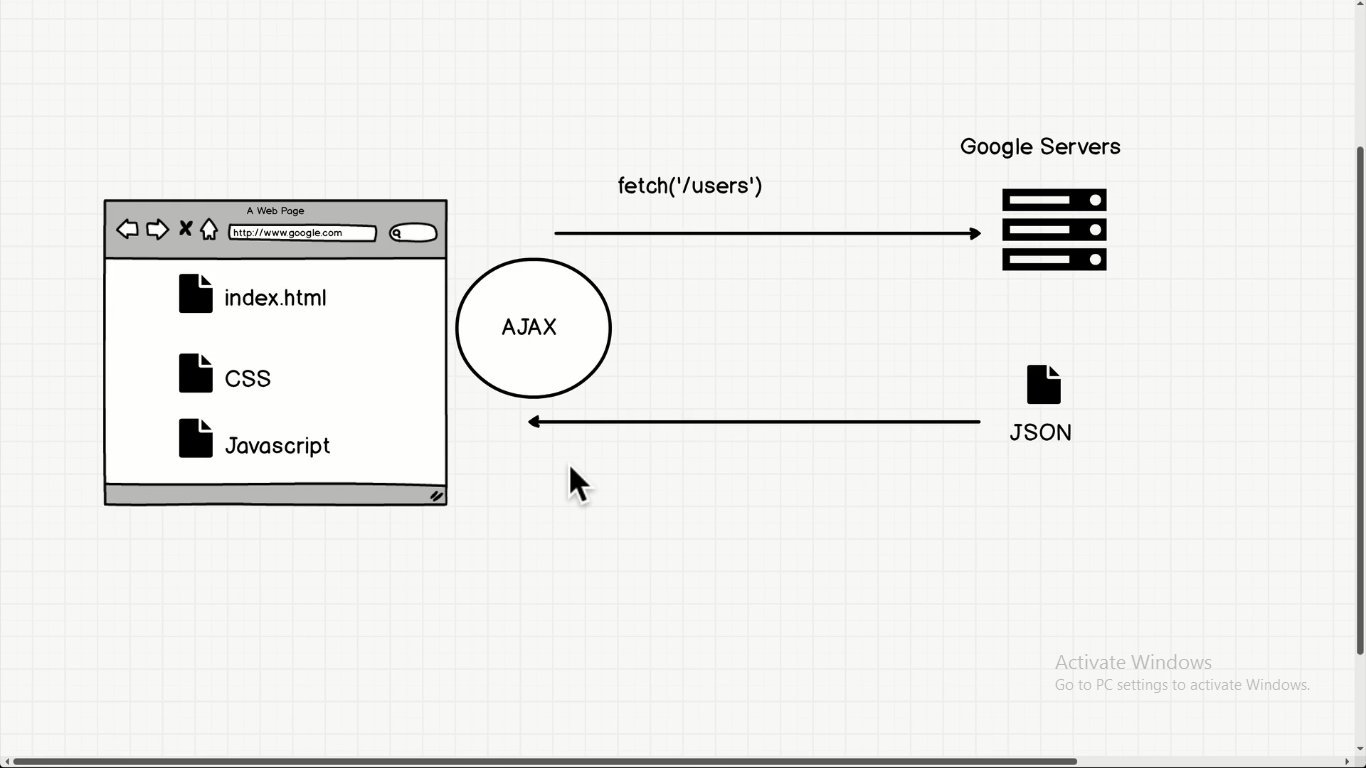 Google Servers
fetch('/users')
A Web Page
http://www.google.com
index.html
AJAX
CSS
JSON
Javascript
Activate Windows
Go to PC settings to activate Windows.